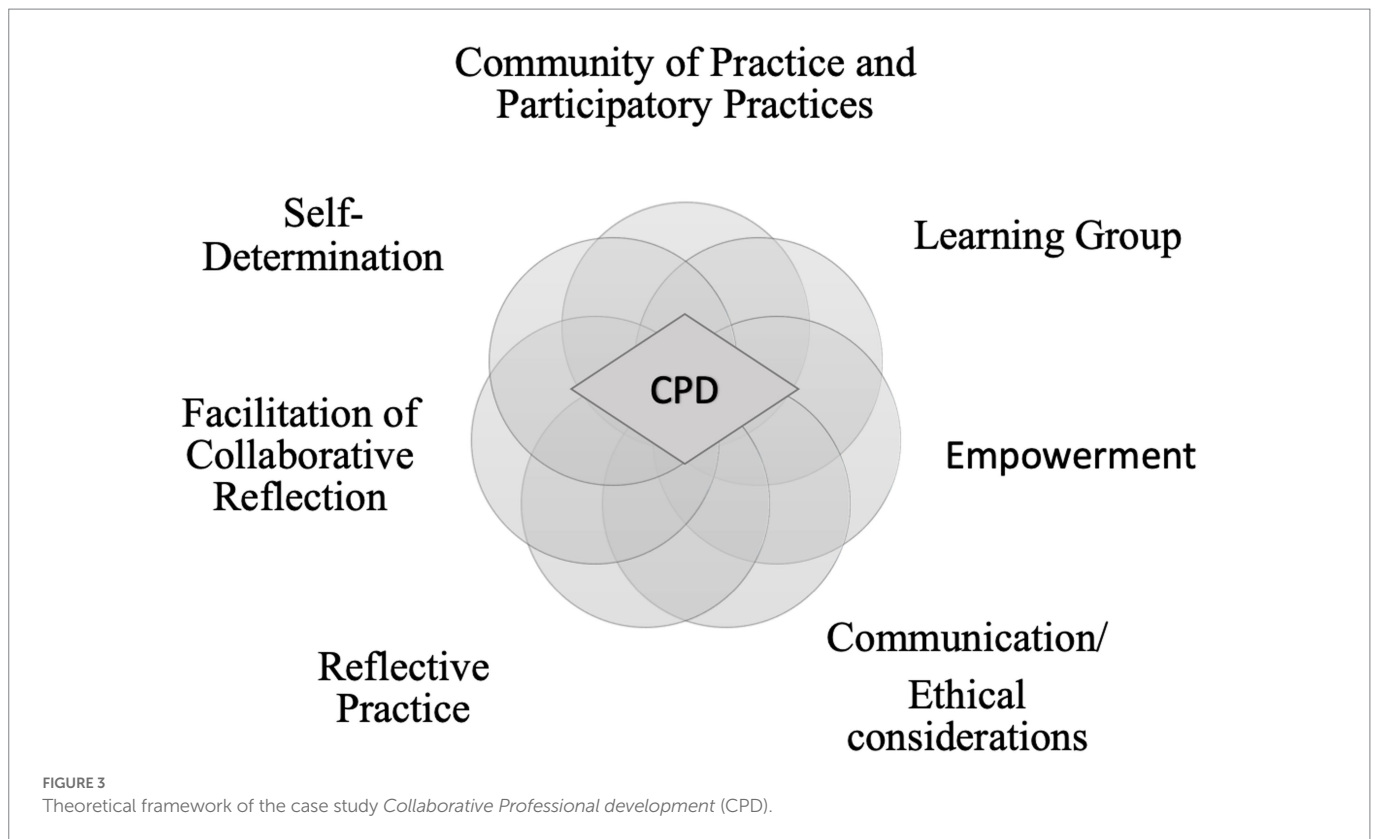 Community of Practice and
Participatory Practices
Self-
Determination
Learning Group
CPD
Facilitation of
Collaborative
Reflection
Empowerment
Reflective
Practice
Communication/
Ethical
considerations
FIGURE 3
Theoretical framework of the case study Collaborative Professional development (CPD).